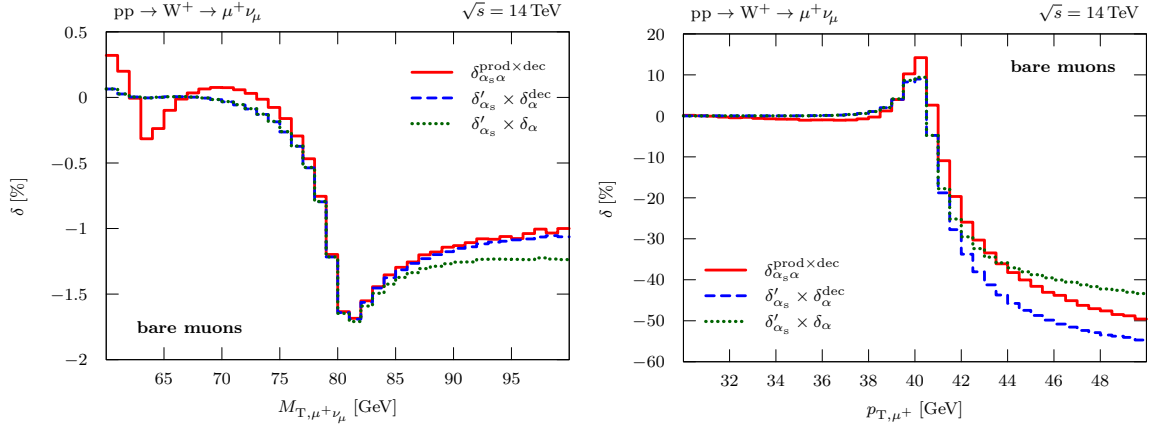 pp → W⁺ → μ⁺ν_μ √s = 14 TeV
0.5
0
−0.5
−1
−1.5
−2
δ [%]
δ^{prod×dec}_{α_sα}
δ′_{α_s} × δ^{dec}_α
δ′_{α_s} × δ_α
bare muons
65 70 75 80 85 90 95
M_{T,μ⁺ν_μ} [GeV]
pp → W⁺ → μ⁺ν_μ √s = 14 TeV
20
10
0
−10
−20
−30
−40
−50
−60
δ [%]
bare muons
δ^{prod×dec}_{α_sα}
δ′_{α_s} × δ^{dec}_α
δ′_{α_s} × δ_α
32 34 36 38 40 42 44 46 48
p_{T,μ⁺} [GeV]